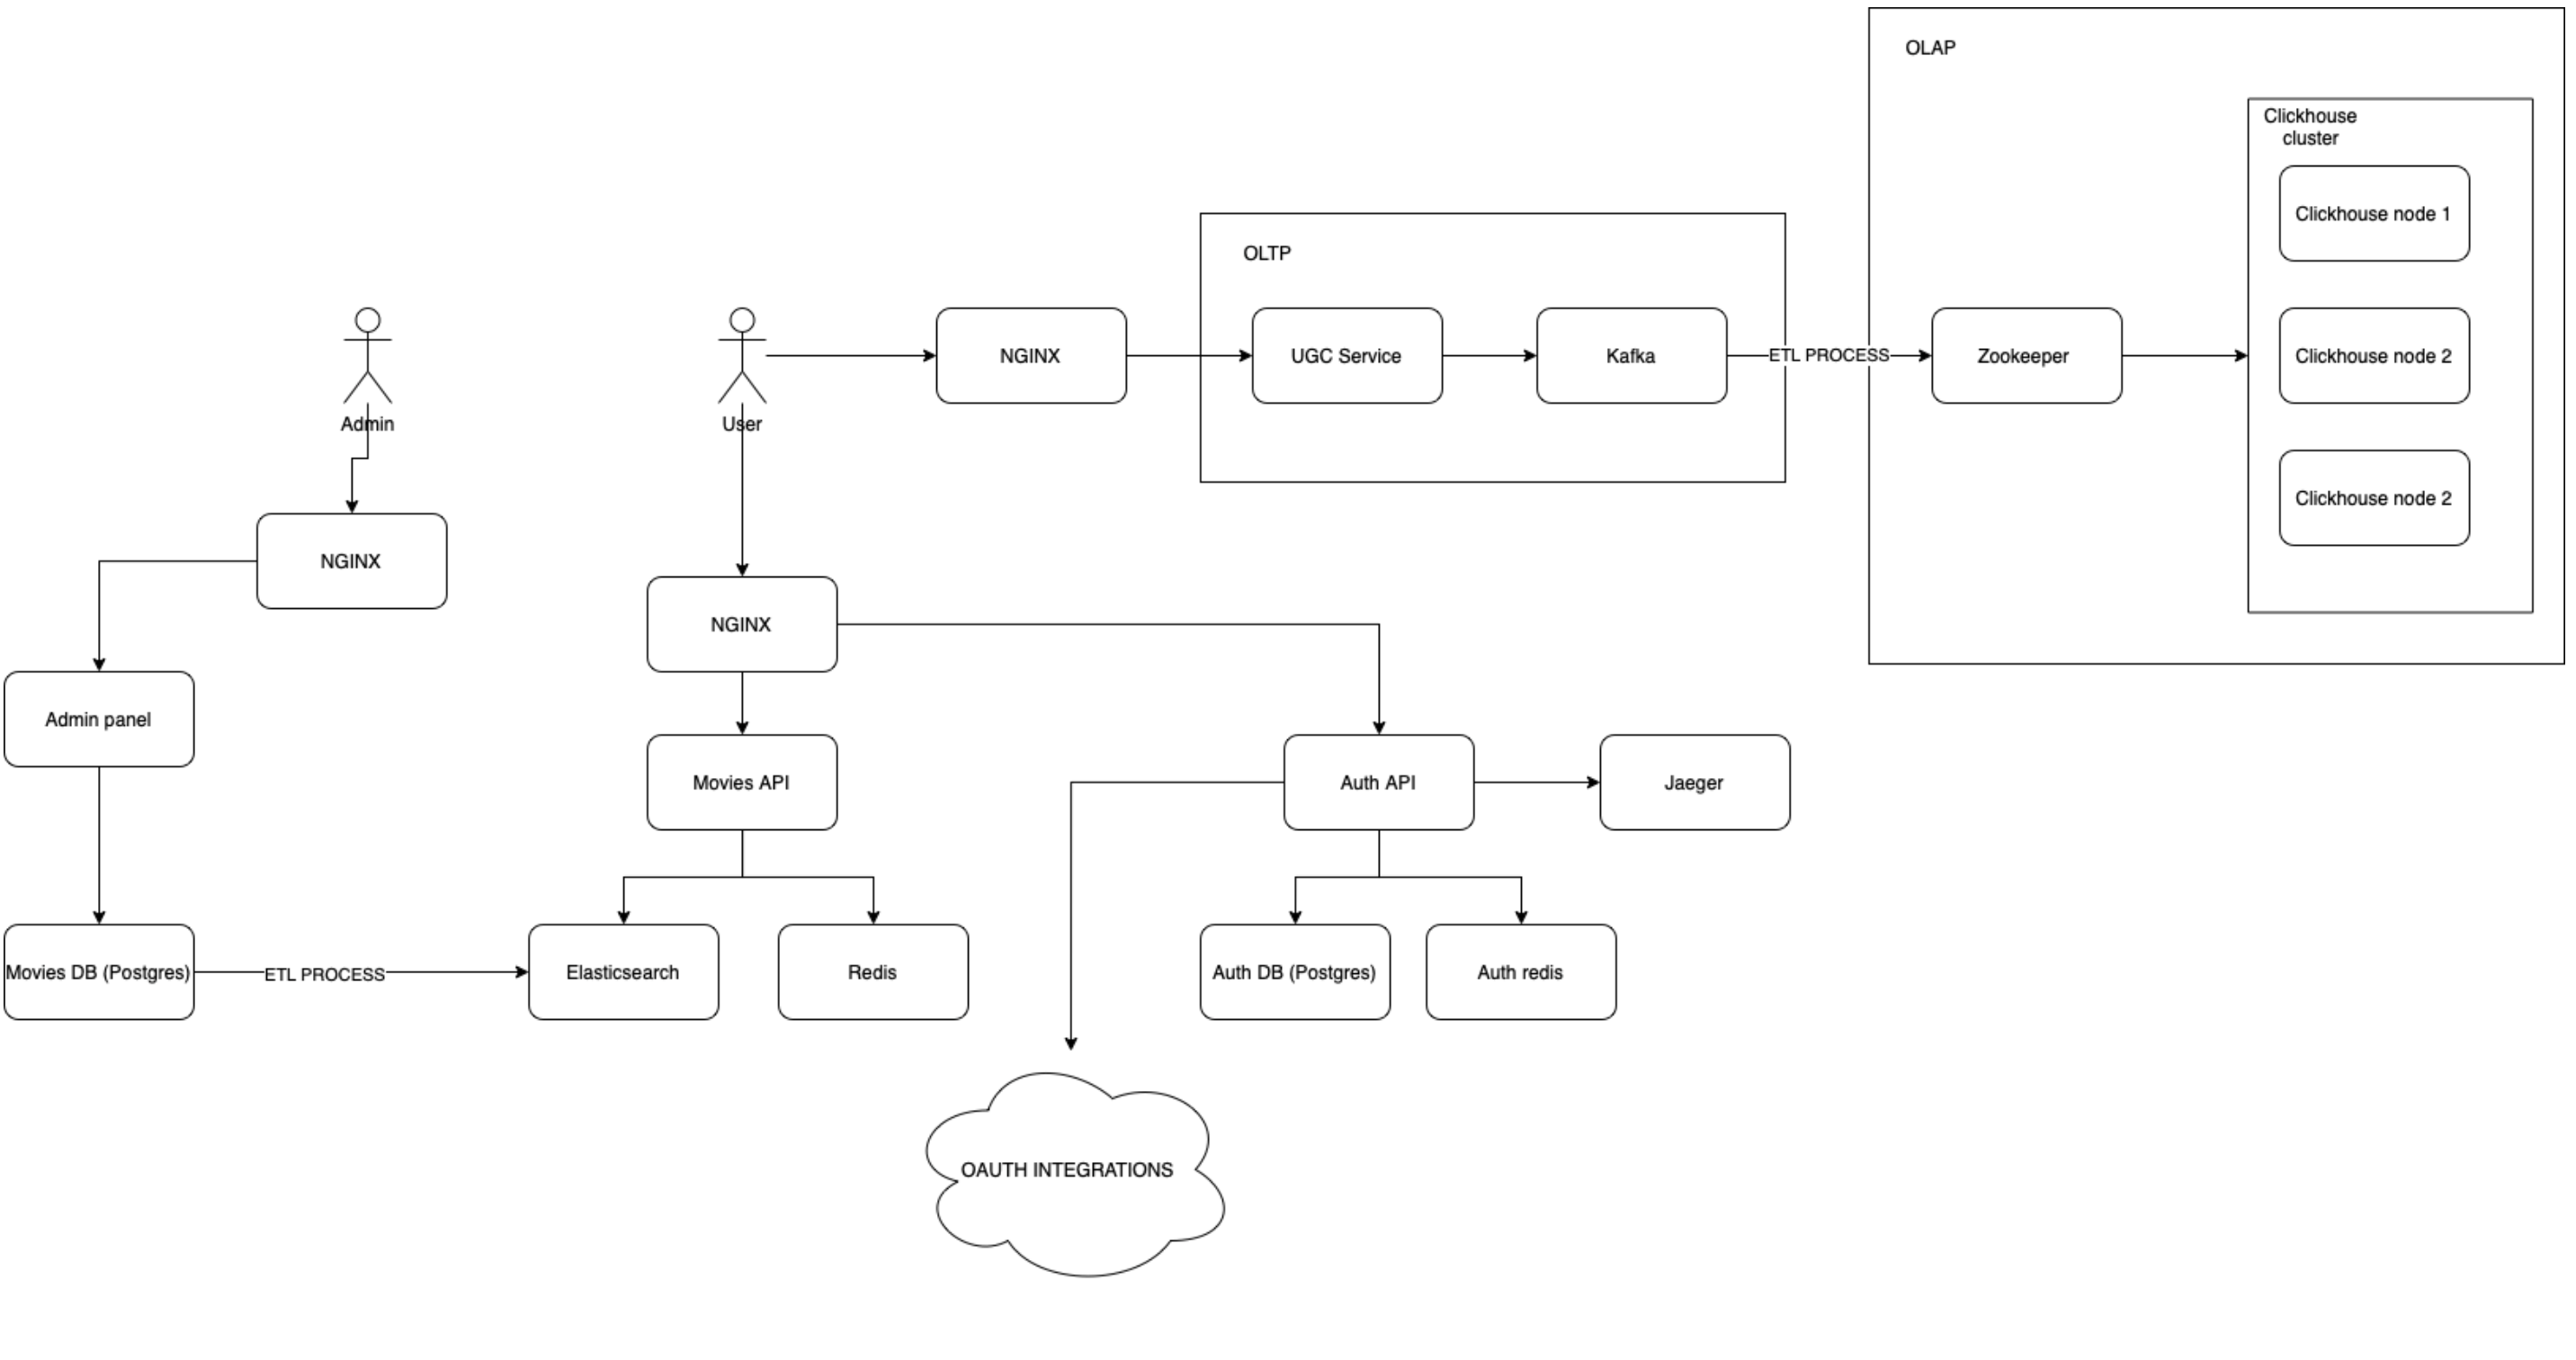 OLAP
Clickhouse
cluster
Clickhouse node 1
OLTP
NGINX
UGC Service
Kafka
ETL PROCESS
Zookeeper
Clickhouse node 2
Admin
User
Clickhouse node 2
NGINX
NGINX
Admin panel
Movies API
Auth API
Jaeger
Movies DB (Postgres)
ETL PROCESS
Elasticsearch
Redis
Auth DB (Postgres)
Auth redis
OAUTH INTEGRATIONS